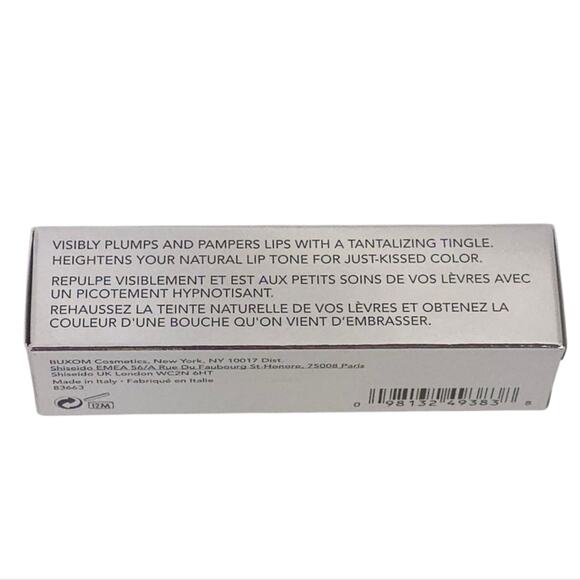 VISIBLY PLUMPS AND PAMPERS LIPS WITH A TANTALIZING TINGLE.
HEIGHTENS YOUR NATURAL LIP TONE FOR JUST-KISSED COLOR.
REPULPE VISIBLEMENT ET EST AUX PETITS SOINS DE VOS LÈVRES AVEC
UN PICOTEMENT HYPNOTISANT.
REHAUSSEZ LA TEINTE NATURELLE DE VOS LÈVRES ET OBTENEZ LA
COULEUR D'UNE BOUCHE QU'ON VIENT D'EMBRASSER.
BUXOM Cosmetics, New York, NY 10017 Dist.
Shiseido EMEA 56/A Rue Du Faubourg St-Honore, 75008 Paris
Shiseido UK London WC2N 6HT
Made in Italy · Fabriqué en Italie
83663
12M
0 98132 49383 8